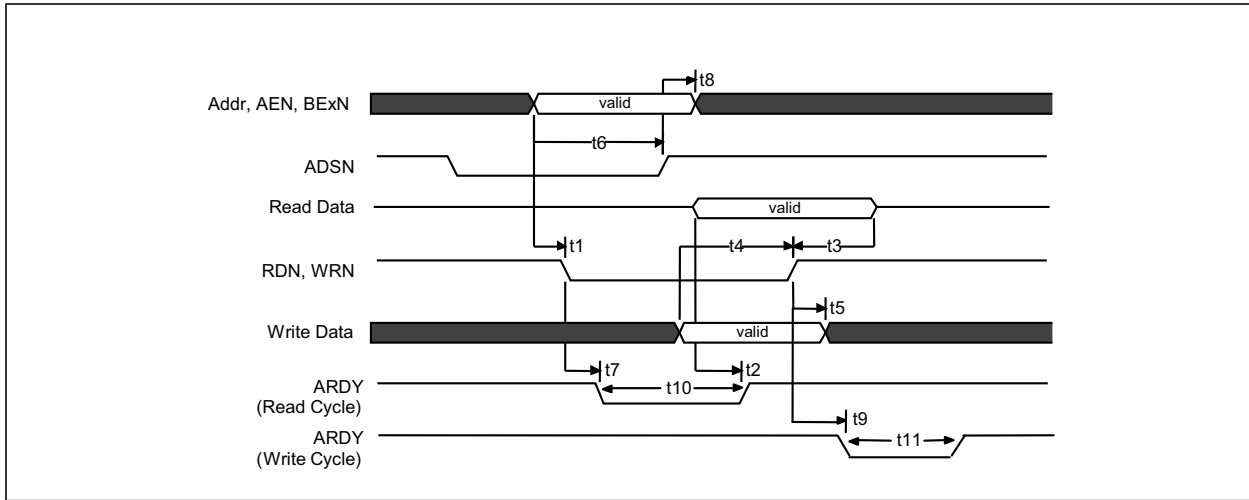 t8
Addr, AEN, BExN
valid
t6
ADSN
Read Data
valid
t1
t4
t3
RDN, WRN
t5
Write Data
valid
t7
t2
ARDY
(Read Cycle)
t10
t9
ARDY
(Write Cycle)
t11